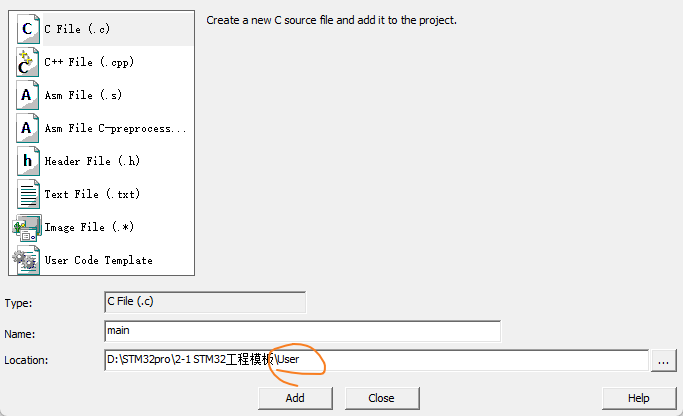 C File (.c)
Create a new C source file and add it to the project.
C++ File (.cpp)
Asm File (.s)
Asm File C-preprocess...
Header File (.h)
Text File (.txt)
Image File (.*)
User Code Template
Type:
C File (.c)
Name:
main
Location:
D:\STM32pro\2-1 STM32工程模板\User
...
Add
Close
Help